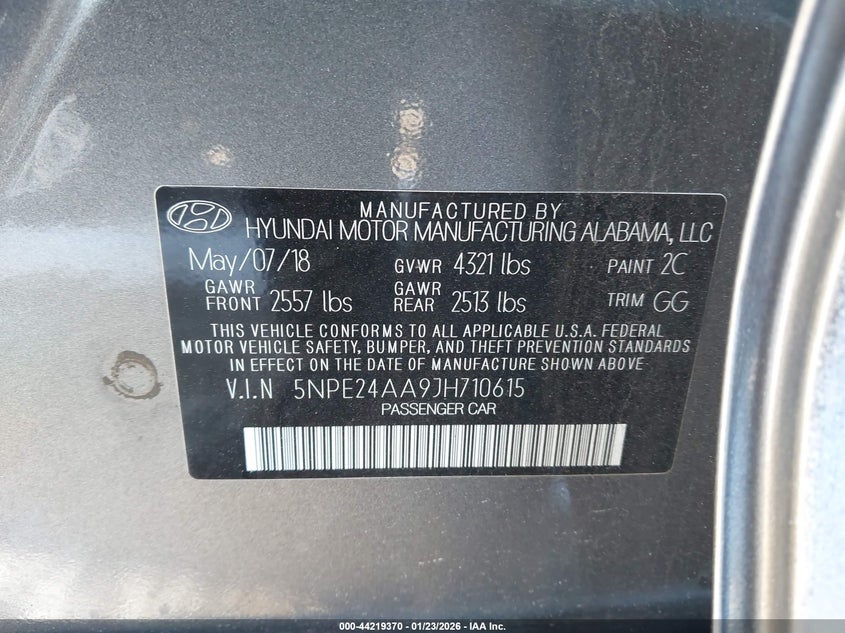 MANUFACTURED BY
HYUNDAI MOTOR MANUFACTURING ALABAMA, LLC
May/07/18 GVWR 4321 lbs PAINT 2C
GAWR FRONT 2557 lbs GAWR REAR 2513 lbs TRIM GG
THIS VEHICLE CONFORMS TO ALL APPLICABLE U.S.A. FEDERAL
MOTOR VEHICLE SAFETY, BUMPER, AND THEFT PREVENTION STANDARDS
IN EFFECT ON THE DATE OF MANUFACTURE SHOWN ABOVE
V.I.N 5NPE24AA9JH710615
PASSENGER CAR
000-44219370 - 01/23/2026 - IAA Inc.